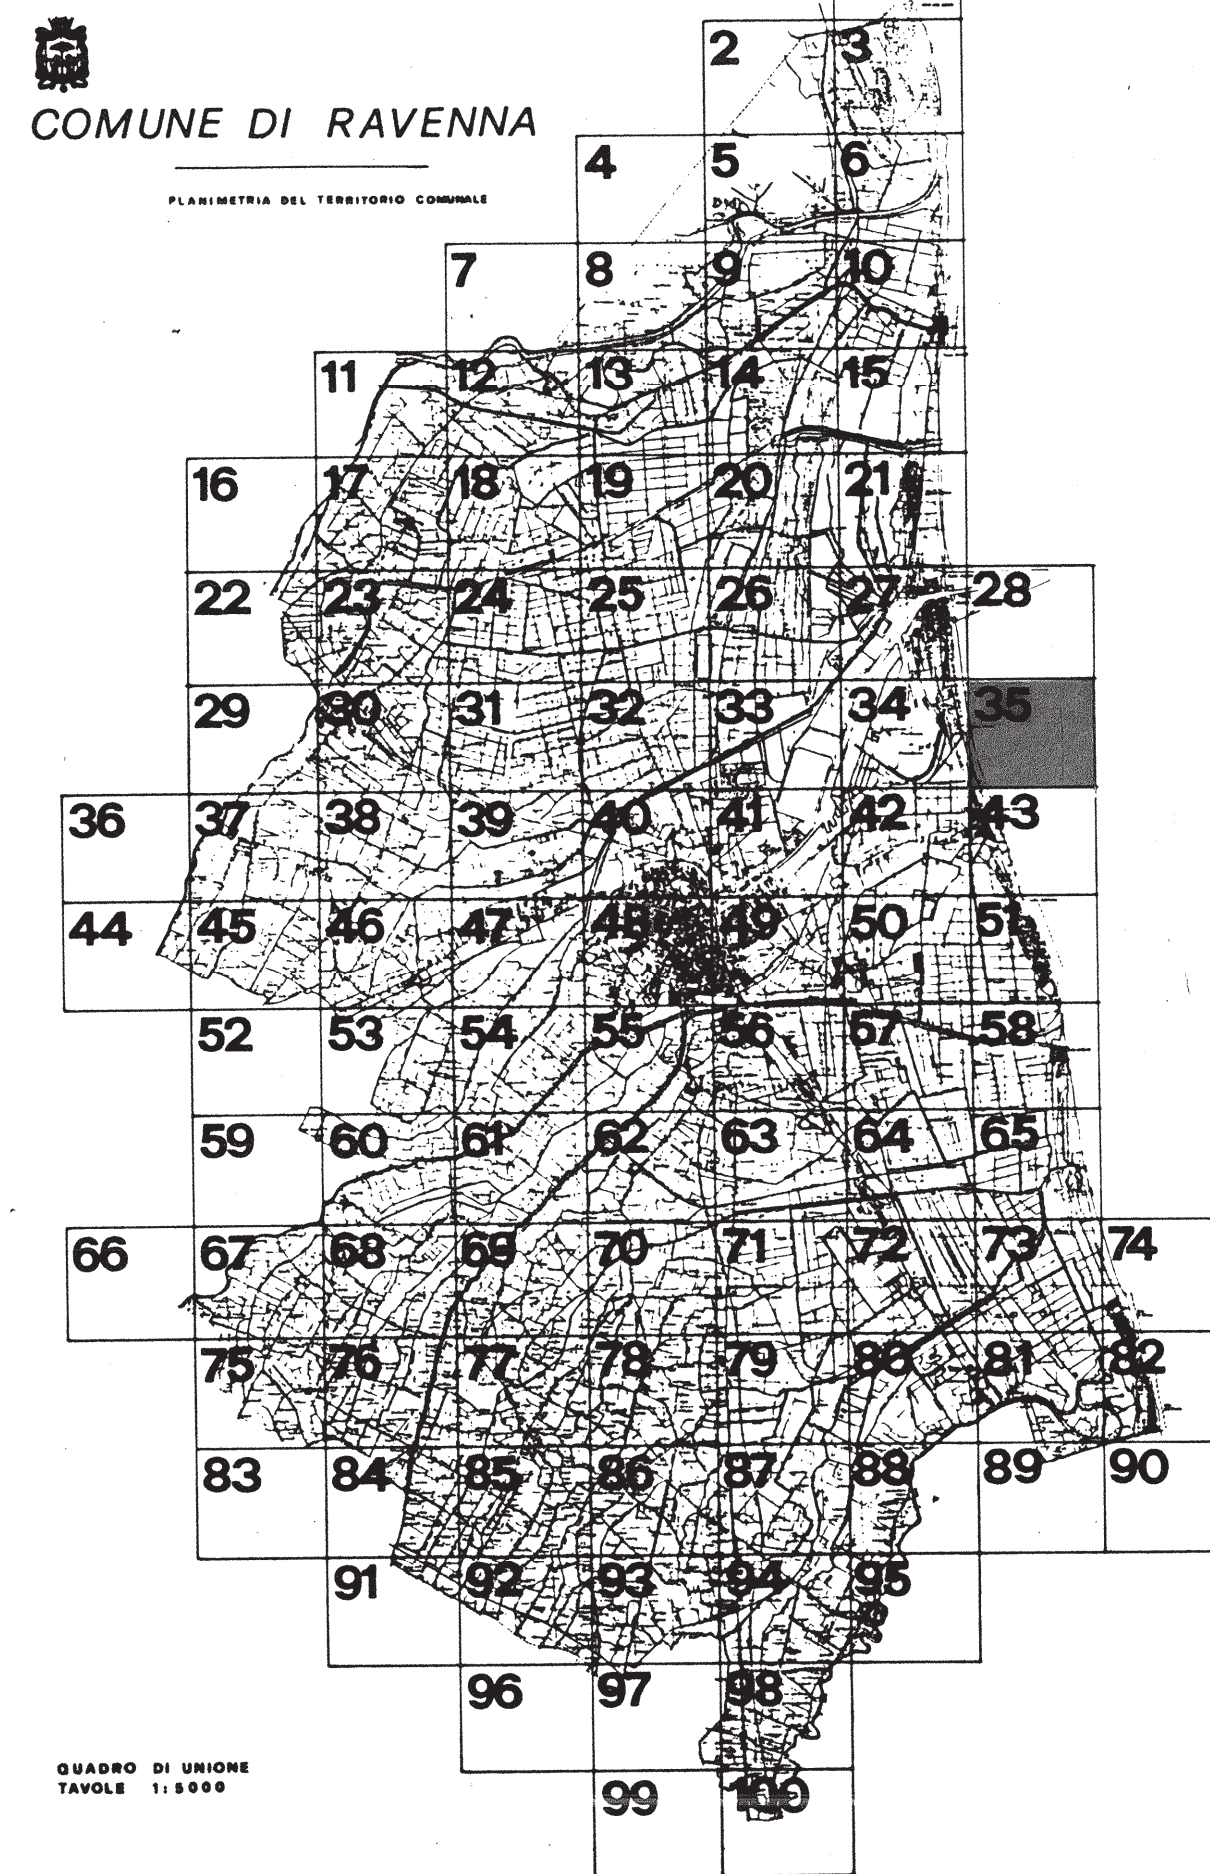 2 3
COMUNE DI RAVENNA
4 5 6
PLANIMETRIA DEL TERRITORIO COMUNALE
7 8 9 10
11 12 13 14 15
16 17 18 19 20 21
22 23 24 25 26 27 28
29 30 31 32 33 34 35
36 37 38 39 40 41 42 43
44 45 46 47 48 49 50 51
52 53 54 55 56 57 58
59 60 61 62 63 64 65
66 67 68 69 70 71 72 73 74
75 76 77 78 79 80 81 82
83 84 85 86 87 88 89 90
91 92 93 94 95
96 97 98
QUADRO DI UNIONE
TAVOLE 1:5000
99 100